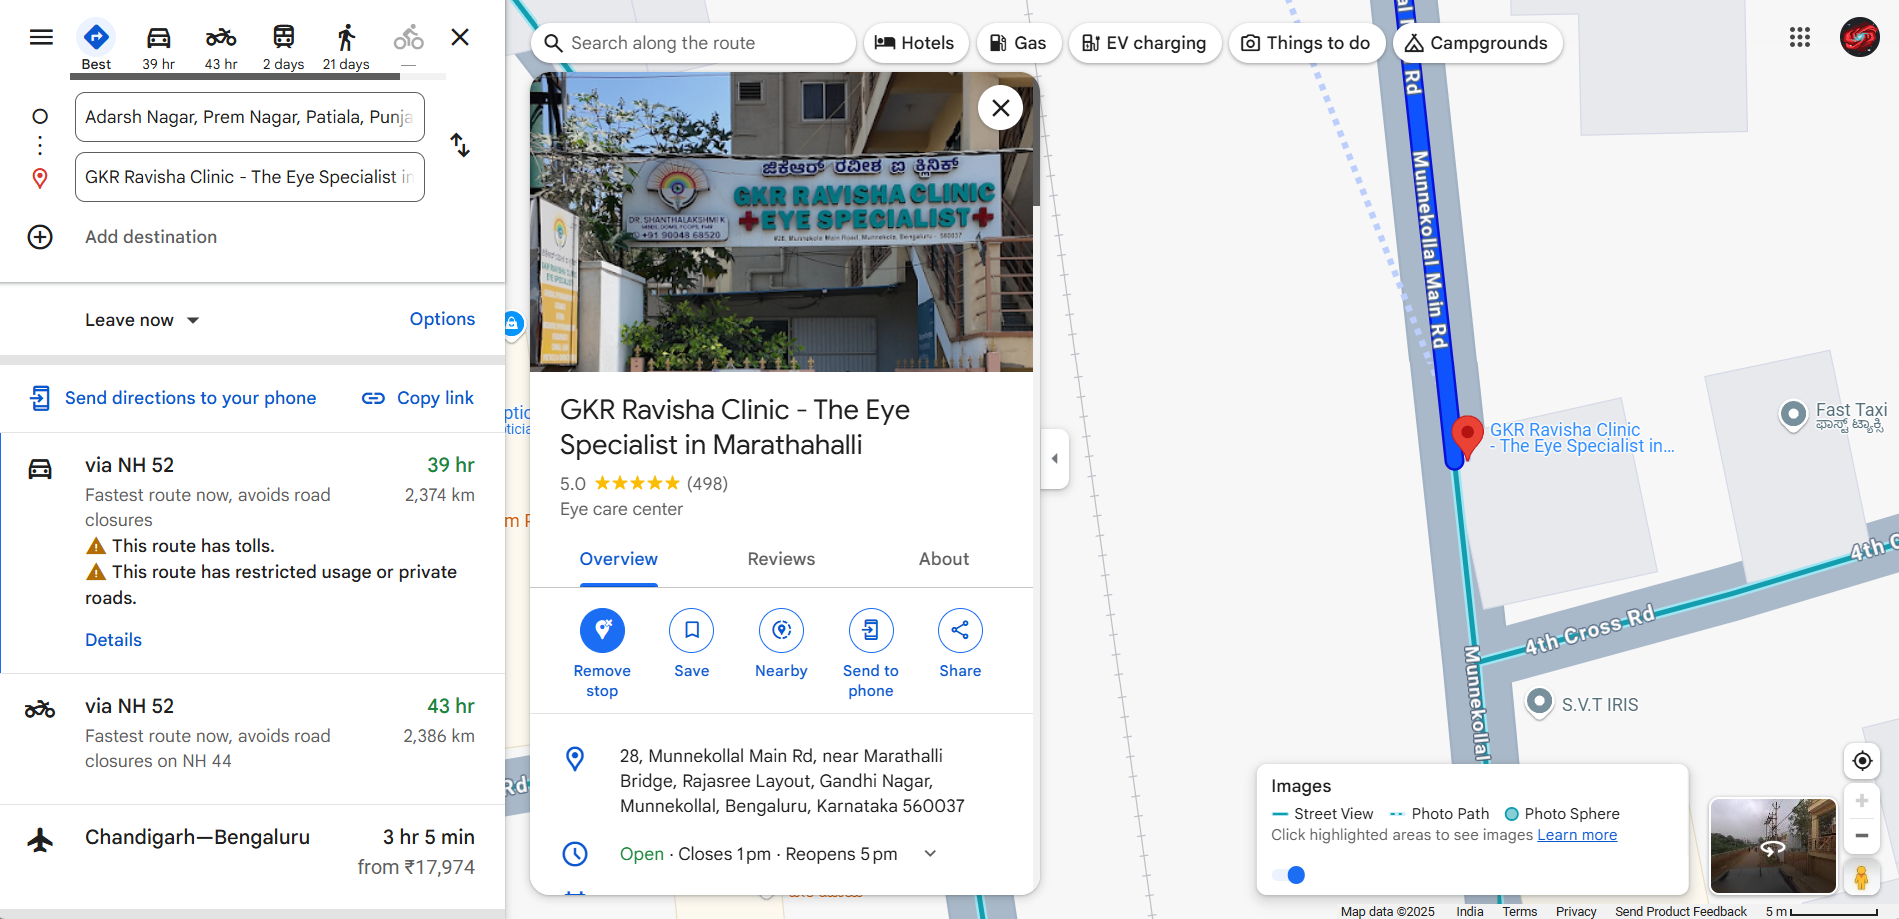 Best
39 hr
43 hr
2 days
21 days
—
Adarsh Nagar, Prem Nagar, Patiala, Punja
GKR Ravisha Clinic - The Eye Specialist in
Add destination
Leave now
Options
Send directions to your phone
Copy link
via NH 52
39 hr
Fastest route now, avoids road
closures
2,374 km
This route has tolls.
This route has restricted usage or private
roads.
Details
via NH 52
43 hr
Fastest route now, avoids road
closures on NH 44
2,386 km
Chandigarh—Bengaluru
3 hr 5 min
from ₹17,974
Search along the route
Hotels
Gas
EV charging
Things to do
Campgrounds
ಜಿಕೆಆರ್ ರವೀಶ ಐ ಕ್ಲಿನಿಕ್
GKR RAVISHA CLINIC
EYE SPECIALIST
DR. SHANTHALAKSHMI K
+91 90048 68520
GKR Ravisha Clinic - The Eye
Specialist in Marathahalli
5.0
(498)
Eye care center
Overview
Reviews
About
Remove
stop
Save
Nearby
Send to
phone
Share
28, Munnekollal Main Rd, near Marathalli
Bridge, Rajasree Layout, Gandhi Nagar,
Munnekollal, Bengaluru, Karnataka 560037
Open · Closes 1 pm · Reopens 5 pm
Munnekollal Main Rd
GKR Ravisha Clinic
- The Eye Specialist in...
Fast Taxi
ಫಾಸ್ಟ್ ಟ್ಯಾಕ್ಸಿ
4th C
4th Cross Rd
Munnekollal
S.V.T IRIS
Rd
Images
Street View
Photo Path
Photo Sphere
Click highlighted areas to see images Learn more
Map data ©2025
India
Terms
Privacy
Send Product Feedback
5 m